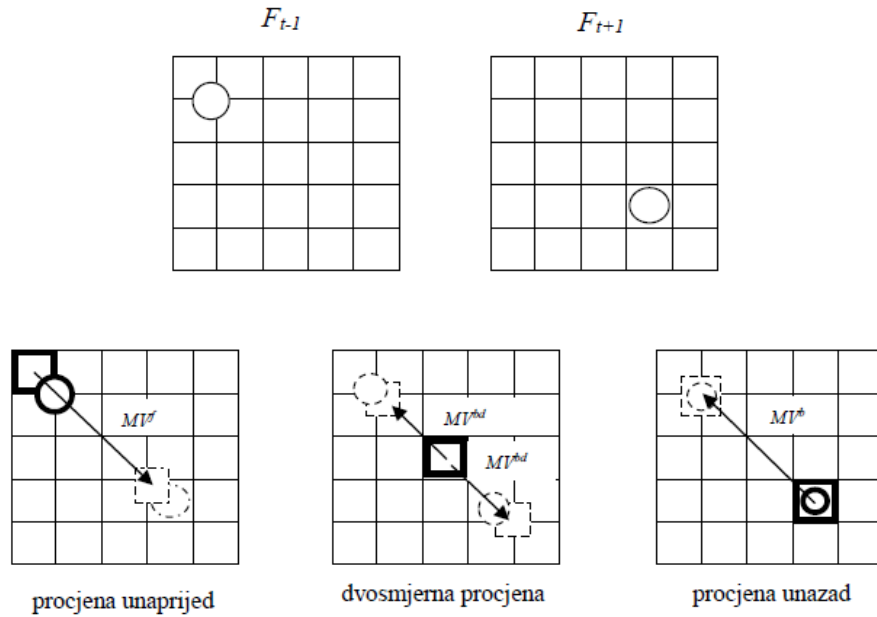 F_{t-1}
F_{t+1}
MV^f
MV^{bd}
MV^{bd}
MV^b
procjena unaprijed
dvosmjerna procjena
procjena unazad